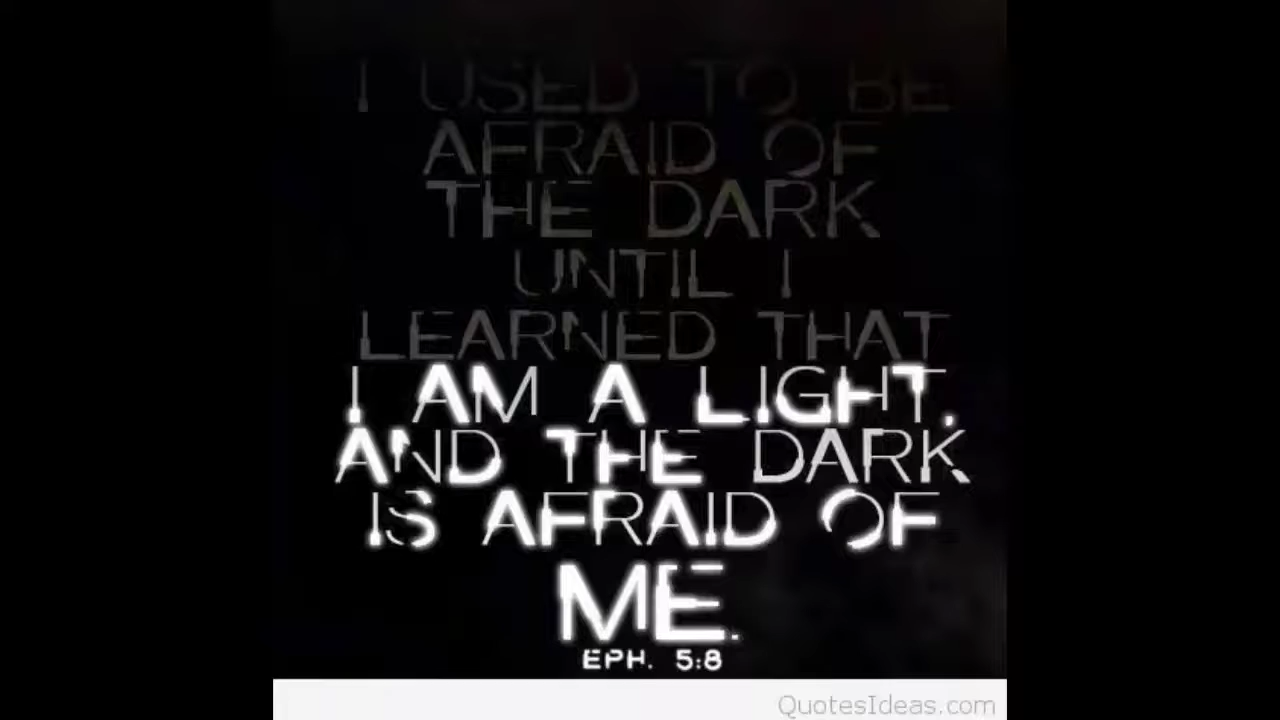 I USED TO BE
AFRAID OF
THE DARK
UNTIL I
LEARNED THAT
I AM A LIGHT,
AND THE DARK
IS AFRAID OF
ME.
EPH. 5:8
QuotesIdeas.com